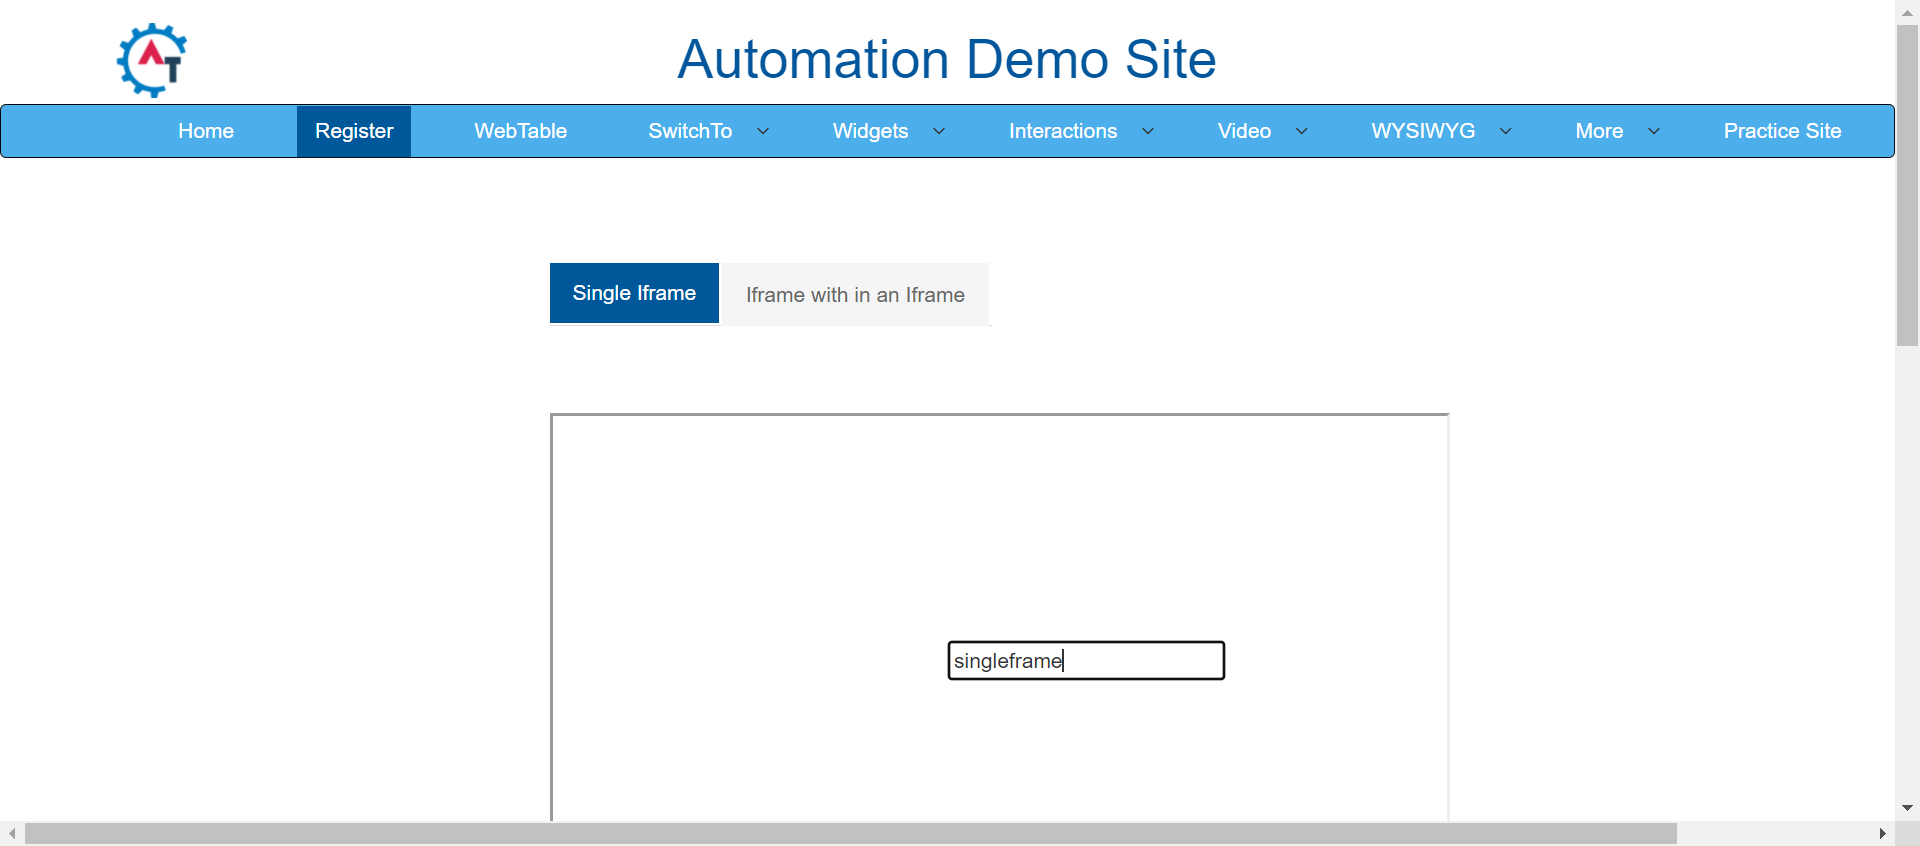 AT
Automation Demo Site
Home Register WebTable SwitchTo Widgets Interactions Video WYSIWYG More Practice Site
Single Iframe Iframe with in an Iframe
singleframe